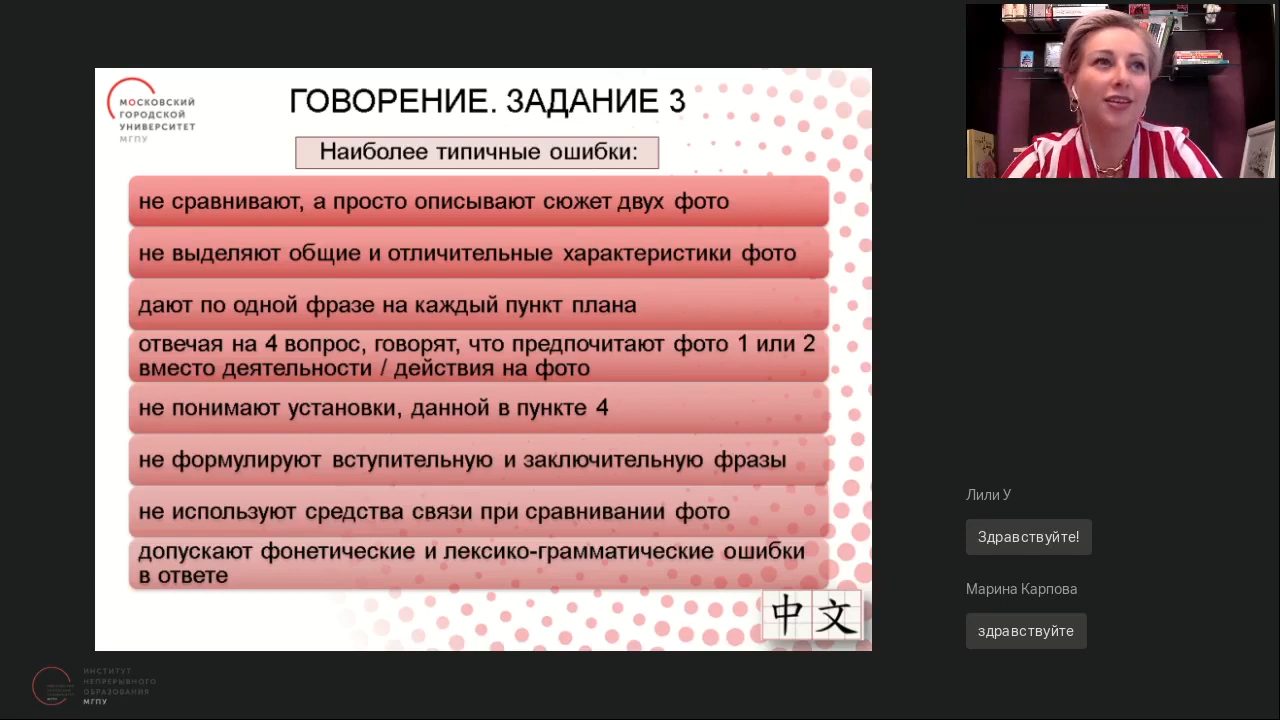 МОСКОВСКИЙ
ГОРОДСКОЙ
УНИВЕРСИТЕТ
МГПУ
ГОВОРЕНИЕ. ЗАДАНИЕ 3
Наиболее типичные ошибки:
не сравнивают, а просто описывают сюжет двух фото
не выделяют общие и отличительные характеристики фото
дают по одной фразе на каждый пункт плана
отвечая на 4 вопрос, говорят, что предпочитают фото 1 или 2
вместо деятельности / действия на фото
не понимают установки, данной в пункте 4
не формулируют вступительную и заключительную фразы
не используют средства связи при сравнивании фото
допускают фонетические и лексико-грамматические ошибки
в ответе
中文
Лили У
Здравствуйте!
Марина Карпова
здравствуйте
ИНСТИТУТ
НЕПРЕРЫВНОГО
ОБРАЗОВАНИЯ
МГПУ